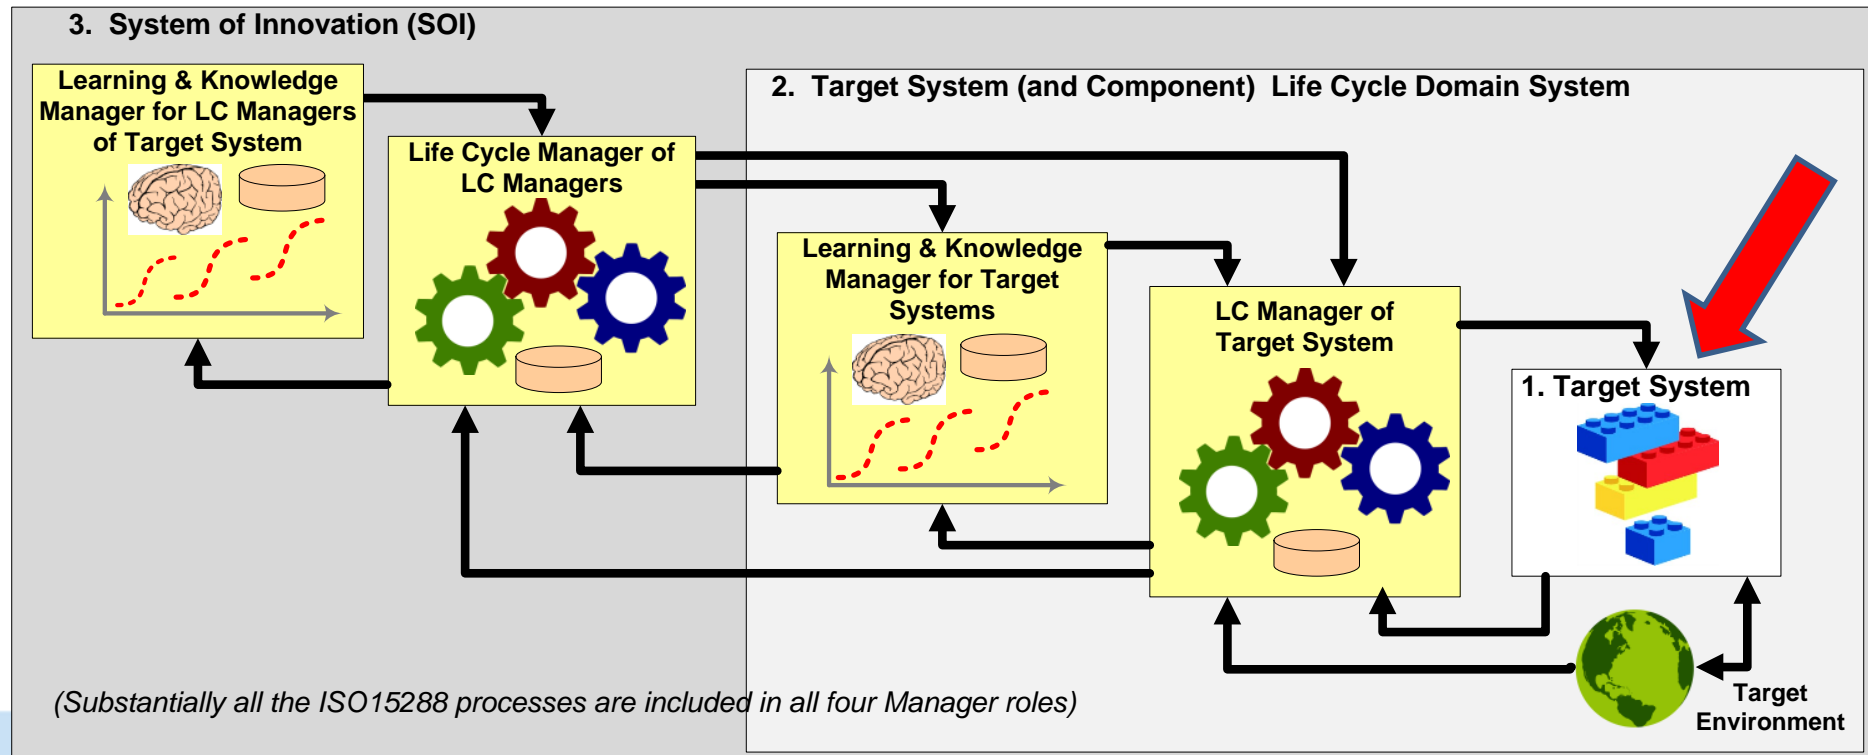 3. System of Innovation (SOI)
Learning & Knowledge
Manager for LC Managers
of Target System
2. Target System (and Component) Life Cycle Domain System
Life Cycle Manager of
LC Managers
Learning & Knowledge
Manager for Target
Systems
LC Manager of
Target System
1. Target System
Target
Environment
(Substantially all the ISO15288 processes are included in all four Manager roles)